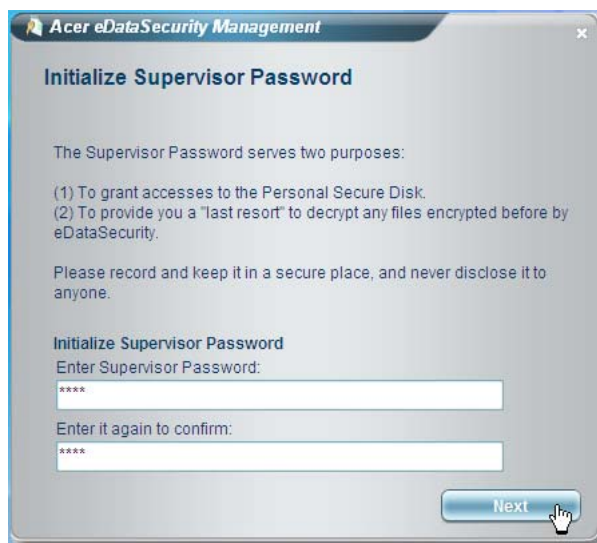 Acer eDataSecurity Management
x
Initialize Supervisor Password
The Supervisor Password serves two purposes:
(1) To grant accesses to the Personal Secure Disk.
(2) To provide you a "last resort" to decrypt any files encrypted before by
eDataSecurity.
Please record and keep it in a secure place, and never disclose it to
anyone.
Initialize Supervisor Password
Enter Supervisor Password:
****
Enter it again to confirm:
****
Next